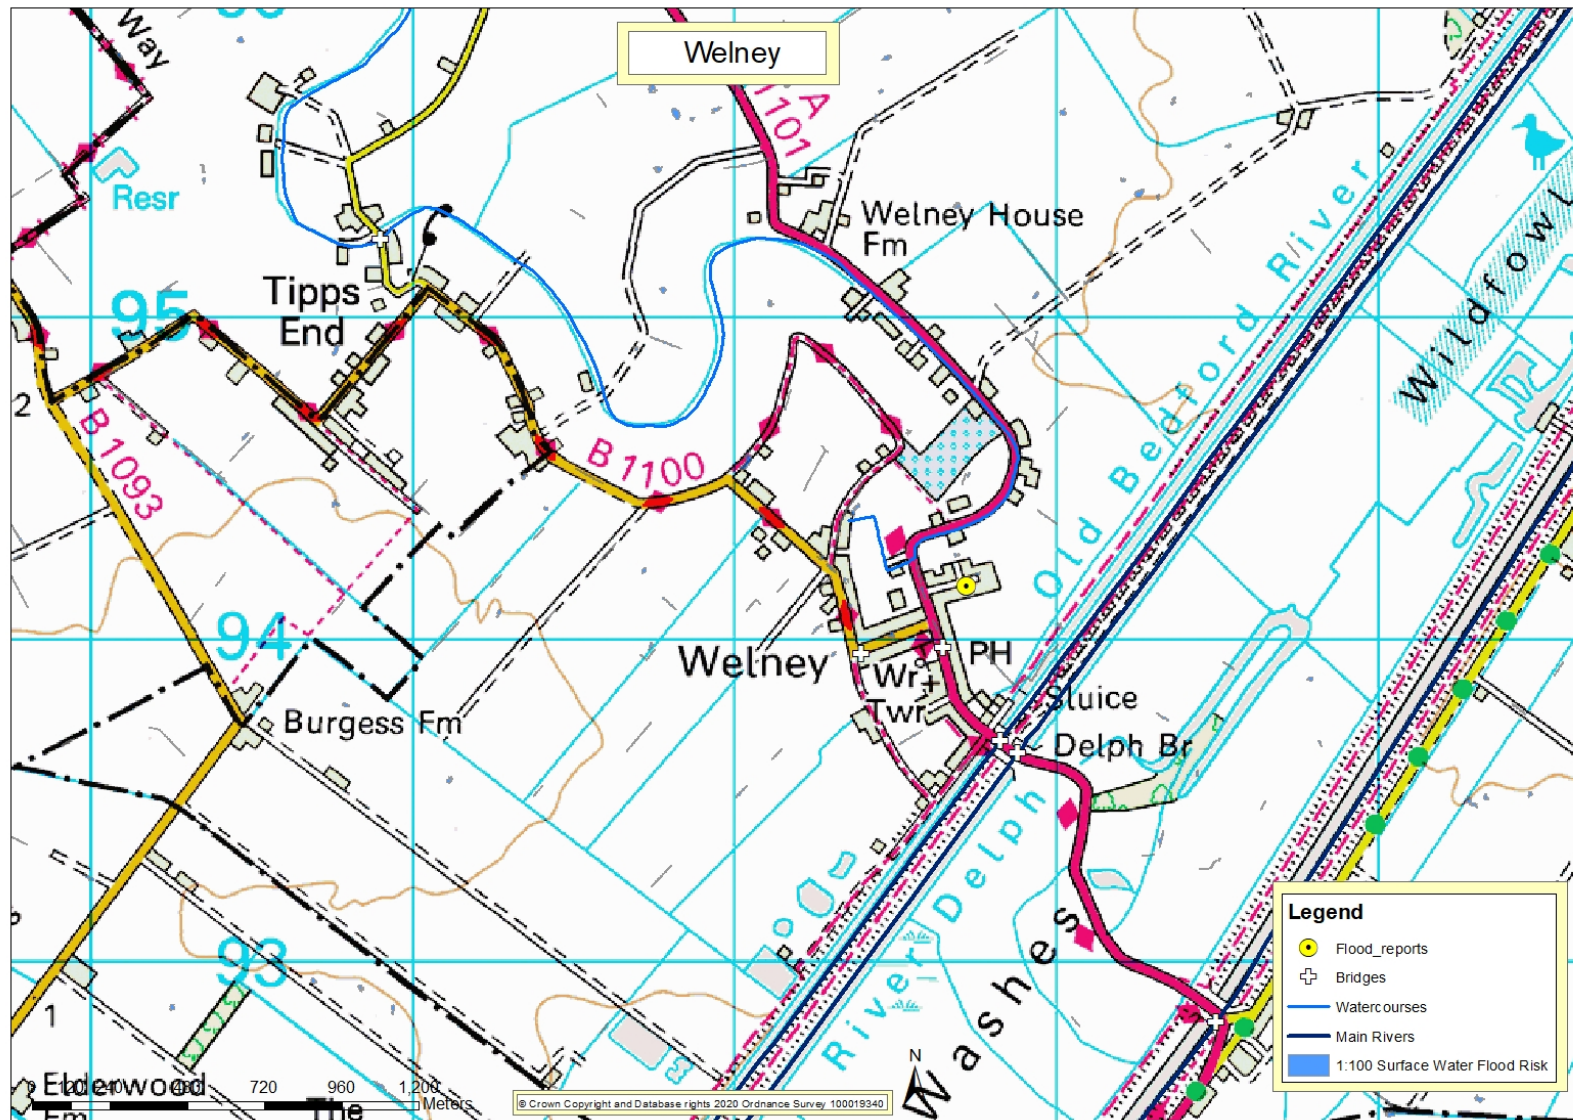 Welney
Way
A
1101
Resr
Welney House
Fm
Old Bedford River
Wildfowl
Tipps
End
95
2
B 1093
B 1100
94
Welney
PH
Wr
Twr
Sluice
Delph Br
Burgess Fm
River Delph
Washes
93
1
Elderwood
Fm
The
720
960
1,200
Meters
N
© Crown Copyright and Database rights 2020 Ordnance Survey 100019340
Legend
Flood_reports
Bridges
Watercourses
Main Rivers
1:100 Surface Water Flood Risk